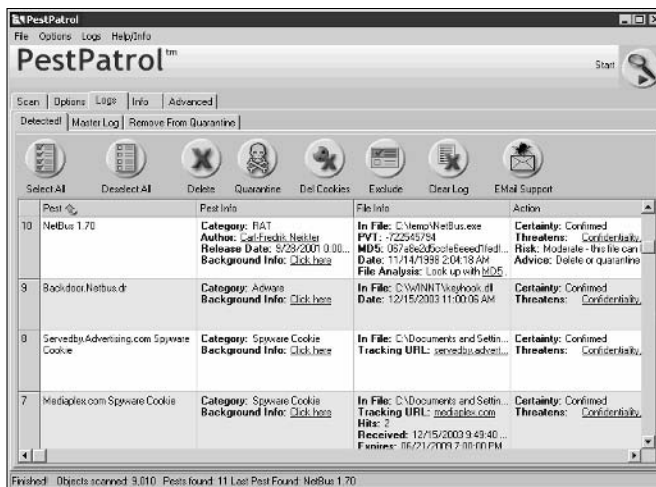 PestPatrol
File Options Logs Help/Info
PestPatrol™
Start
Scan Options Logs Info Advanced
Detected! Master Log Remove From Quarantine
Select All Deselect All Delete Quarantine Del Cookies Exclude Clear Log EMail Support
Pest Pest Info File Info Action
10 NetBus 1.70
Category: RAT
Author: Carl-Fredrik Neikter
Release Date: 9/28/2001 0:00...
Background Info: Click here
In File: C:\temp\NetBus.exe
PVT: -722545794
MD5:
Date: 11/14/1998 2:04:18 AM
File Analysis: Look up with MD5.
Certainty: Confirmed
Threatens: Confidentiality,
Risk: Moderate - this file can
Advice: Delete or quarantine
9 Backdoor.Netbus.dr
Category: Adware
Background Info: Click here
In File: C:\WINNT\keyhook.dl
Date: 12/15/2003 11:00:06 AM
Certainty: Confirmed
Threatens: Confidentiality,
8 Servedby.Advertising.com Spyware
Cookie
Category: Spyware Cookie
Background Info: Click here
In File: C:\Documents and Settin...
Tracking URL: servedby.advert...
Certainty: Confirmed
Threatens: Confidentiality,
7 Mediaplex.com Spyware Cookie
Category: Spyware Cookie
Background Info: Click here
In File: C:\Documents and Settin...
Tracking URL: mediaplex.com
Hits: 2
Received: 12/15/2003 9:49:40 ...
Expires: 06/21/2009 7:00:00 PM
Certainty: Confirmed
Threatens: Confidentiality,
Finished! Objects scanned: 9,010 Pests found: 11 Last Pest Found: NetBus 1.70